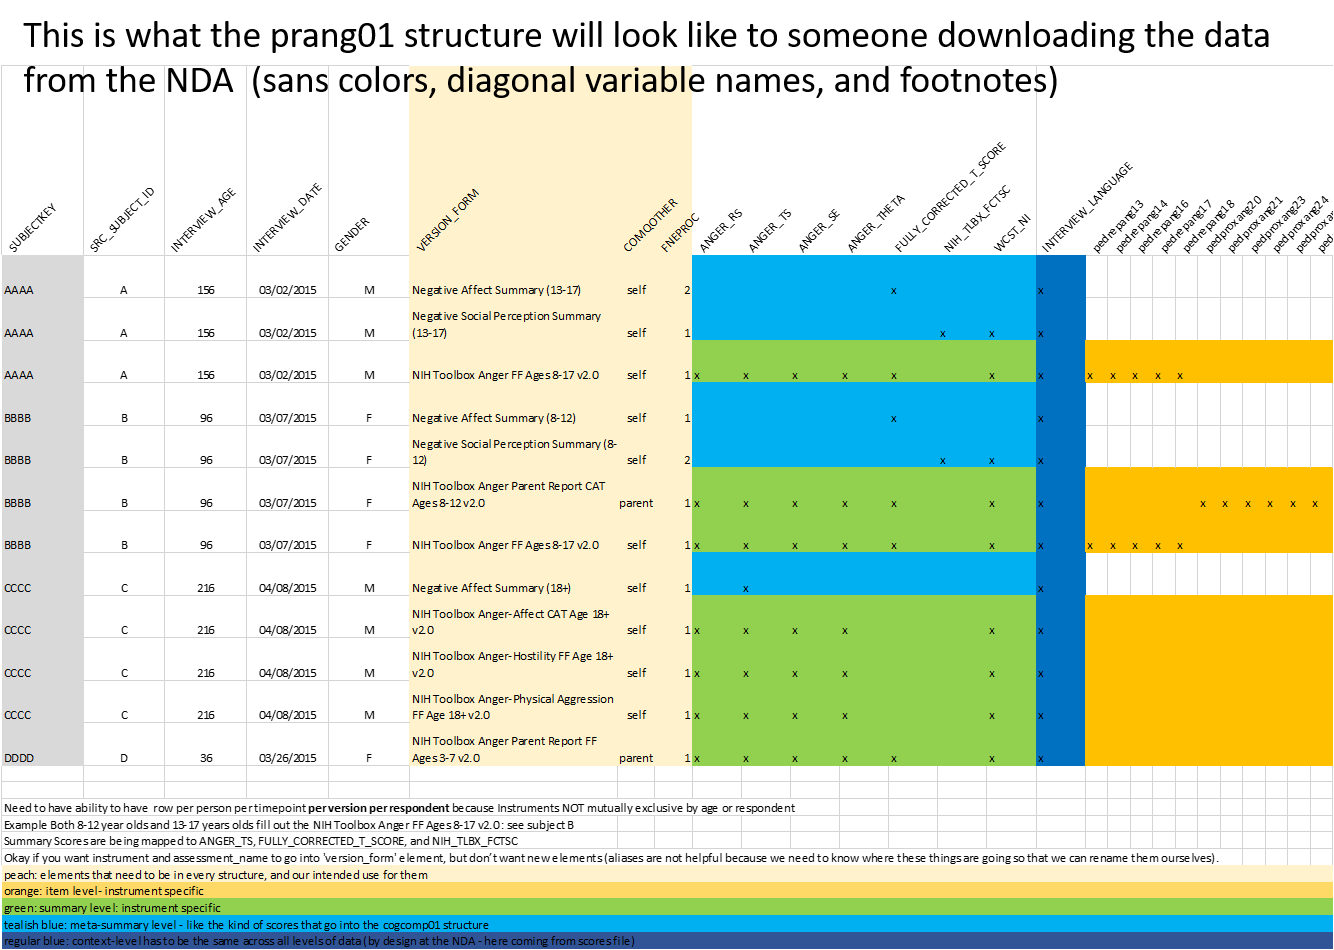 This is what the prang01 structure will look like to someone downloading the data
from the NDA (sans colors, diagonal variable names, and footnotes)
SUBJECTKEY SRC_SUBJECT_ID INTERVIEW_AGE INTERVIEW_DATE GENDER VERSION_FORM COMQOTHER FNEPROC ANGER_RS ANGER_TS ANGER_SE ANGER_THETA FULLY_CORRECTED_T_SCORE NIH_TLBX_FCTSC WCST_NI INTERVIEW_LANGUAGE pedrepang13 pedrepang14 pedrepang16 pedrepang17 pedrepang18 pedproxang20 pedproxang21 pedproxang23 pedproxang24
AAAA A 156 03/02/2015 M Negative Affect Summary (13-17) self 2 x x
Negative Social Perception Summary
AAAA A 156 03/02/2015 M (13-17) self 1 x x x
AAAA A 156 03/02/2015 M NIH Toolbox Anger FF Ages 8-17 v2.0 self 1 x x x x x x x x x x x x
BBBB B 96 03/07/2015 F Negative Affect Summary (8-12) self 1 x x
Negative Social Perception Summary (8-
BBBB B 96 03/07/2015 F 12) self 2 x x x
NIH Toolbox Anger Parent Report CAT
BBBB B 96 03/07/2015 F Ages 8-12 v2.0 parent 1 x x x x x x x x x x x x x
BBBB B 96 03/07/2015 F NIH Toolbox Anger FF Ages 8-17 v2.0 self 1 x x x x x x x x x x x x
CCCC C 216 04/08/2015 M Negative Affect Summary (18+) self 1 x x
NIH Toolbox Anger-Affect CAT Age 18+
CCCC C 216 04/08/2015 M v2.0 self 1 x x x x x x
NIH Toolbox Anger-Hostility FF Age 18+
CCCC C 216 04/08/2015 M v2.0 self 1 x x x x x x
NIH Toolbox Anger-Physical Aggression
CCCC C 216 04/08/2015 M FF Age 18+ v2.0 self 1 x x x x x x
NIH Toolbox Anger Parent Report FF
DDDD D 36 03/26/2015 F Ages 3-7 v2.0 parent 1 x x x x x x x
Need to have ability to have row per person per timepoint per version per respondent because Instruments NOT mutually exclusive by age or respondent
Example Both 8-12 year olds and 13-17 years olds fill out the NIH Toolbox Anger FF Ages 8-17 v2.0: see subject B
Summary Scores are being mapped to ANGER_TS, FULLY_CORRECTED_T_SCORE, and NIH_TLBX_FCTSC
Okay if you want instrument and assessment_name to go into 'version_form' element, but don't want new elements (aliases are not helpful because we need to know where these things are going so that we can rename them ourselves).
peach: elements that need to be in every structure, and our intended use for them
orange: item level- instrument specific
green: summary level: instrument specific
tealish blue: meta-summary level - like the kind of scores that go into the cogcomp01 structure
regular blue: context-level has to be the same across all levels of data (by design at the NDA - here coming from scores file)